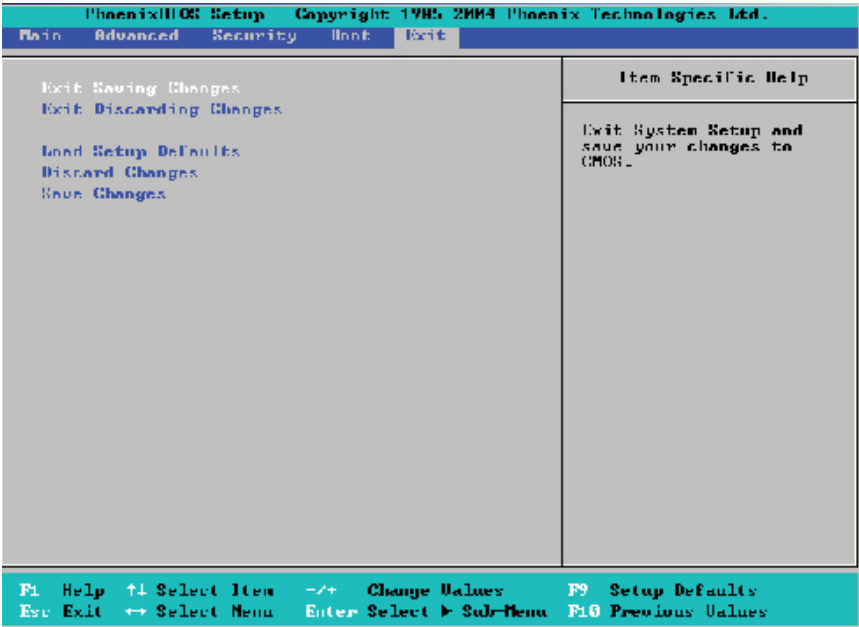 PhoenixBIOS Setup Copyright 1985-2004 Phoenix Technologies Ltd.
Main Advanced Security Boot Exit
Exit Saving Changes
Exit Discarding Changes
Load Setup Defaults
Discard Changes
Save Changes
Item Specific Help
Exit System Setup and
save your changes to
CMOS.
F1 Help ↑↓ Select Item -/+ Change Values F9 Setup Defaults
Esc Exit ↔ Select Menu Enter Select ▶ Sub-Menu F10 Previous Values